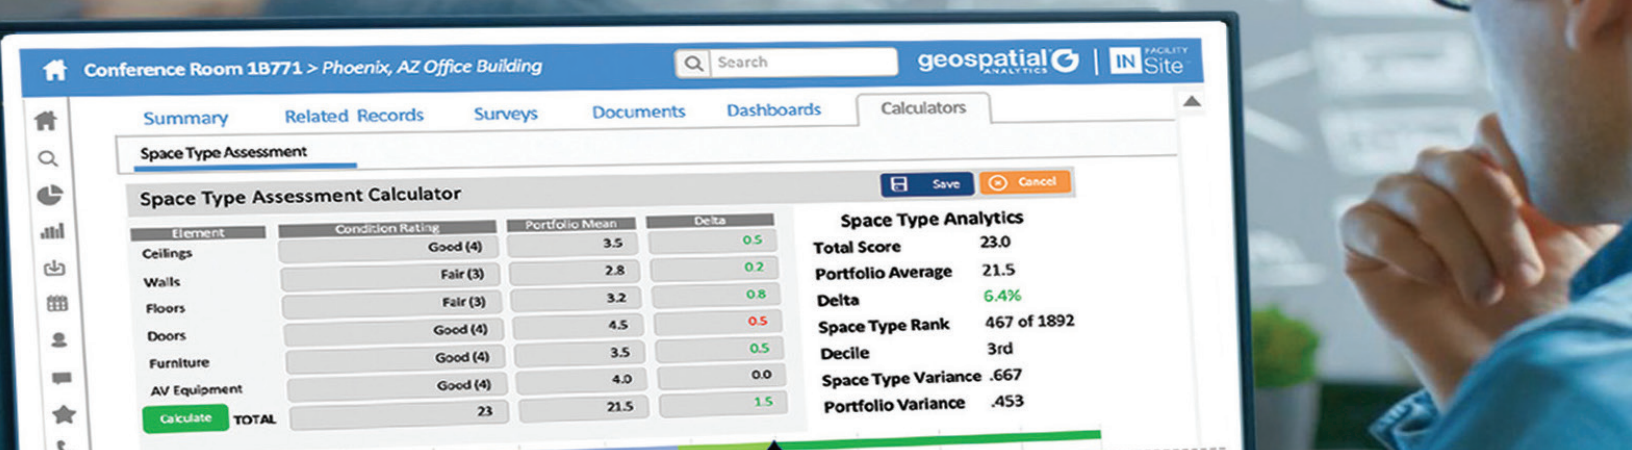 Conference Room 1B771 > Phoenix, AZ Office Building
Search
geospatial
ANALYTICS
IN
FACILITY
Site
Summary Related Records Surveys Documents Dashboards Calculators
Space Type Assessment
Space Type Assessment Calculator
Save Cancel
Element Condition Rating Portfolio Mean Delta
Ceilings Good (4) 3.5 0.5
Walls Fair (3) 2.8 0.2
Floors Fair (3) 3.2 0.8
Doors Good (4) 4.5 0.5
Furniture Good (4) 3.5 0.5
AV Equipment Good (4) 4.0 0.0
Calculate TOTAL 23 21.5 1.5
Space Type Analytics
Total Score 23.0
Portfolio Average 21.5
Delta 6.4%
Space Type Rank 467 of 1892
Decile 3rd
Space Type Variance .667
Portfolio Variance .453